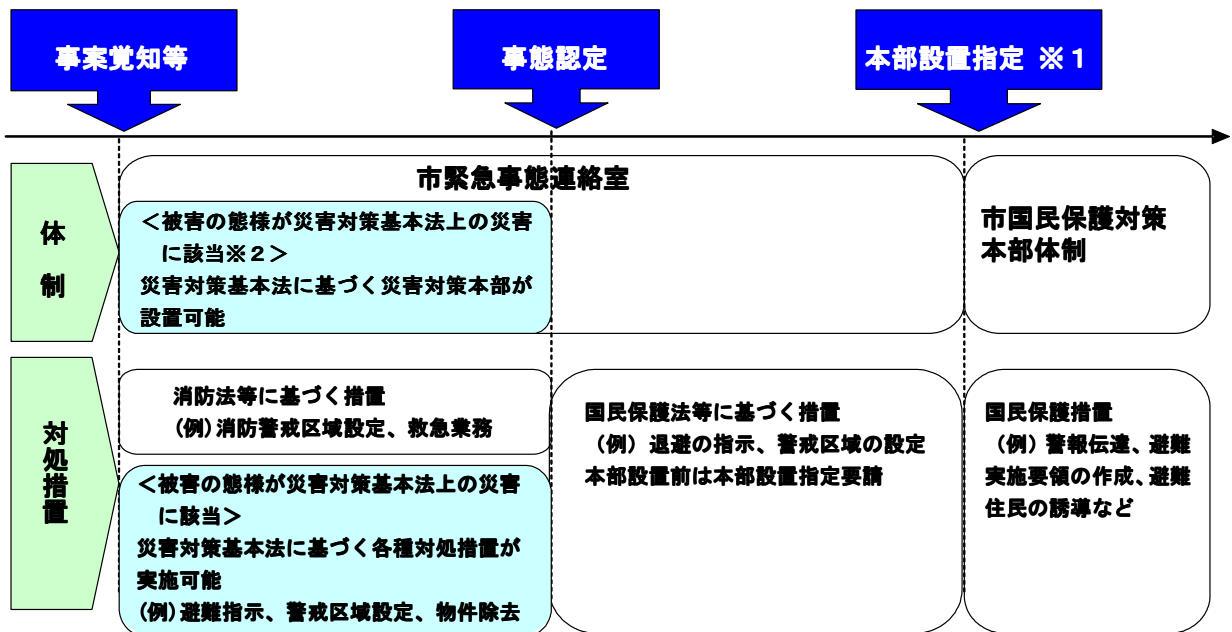 事案覚知等
事態認定
本部設置指定 ※1
体
制
市緊急事態連絡室
<被害の態様が災害対策基本法上の災害
に該当※2>
災害対策基本法に基づく災害対策本部が
設置可能
市国民保護対策
本部体制
対処措置
消防法等に基づく措置
(例)消防警戒区域設定、救急業務
<被害の態様が災害対策基本法上の災害
に該当>
災害対策基本法に基づく各種対処措置が
実施可能
(例)避難指示、警戒区域設定、物件除去
国民保護法等に基づく措置
(例)退避の指示、警戒区域の設定
本部設置前は本部設置指定要請
国民保護措置
(例)警報伝達、避難
実施要領の作成、避難
住民の誘導など